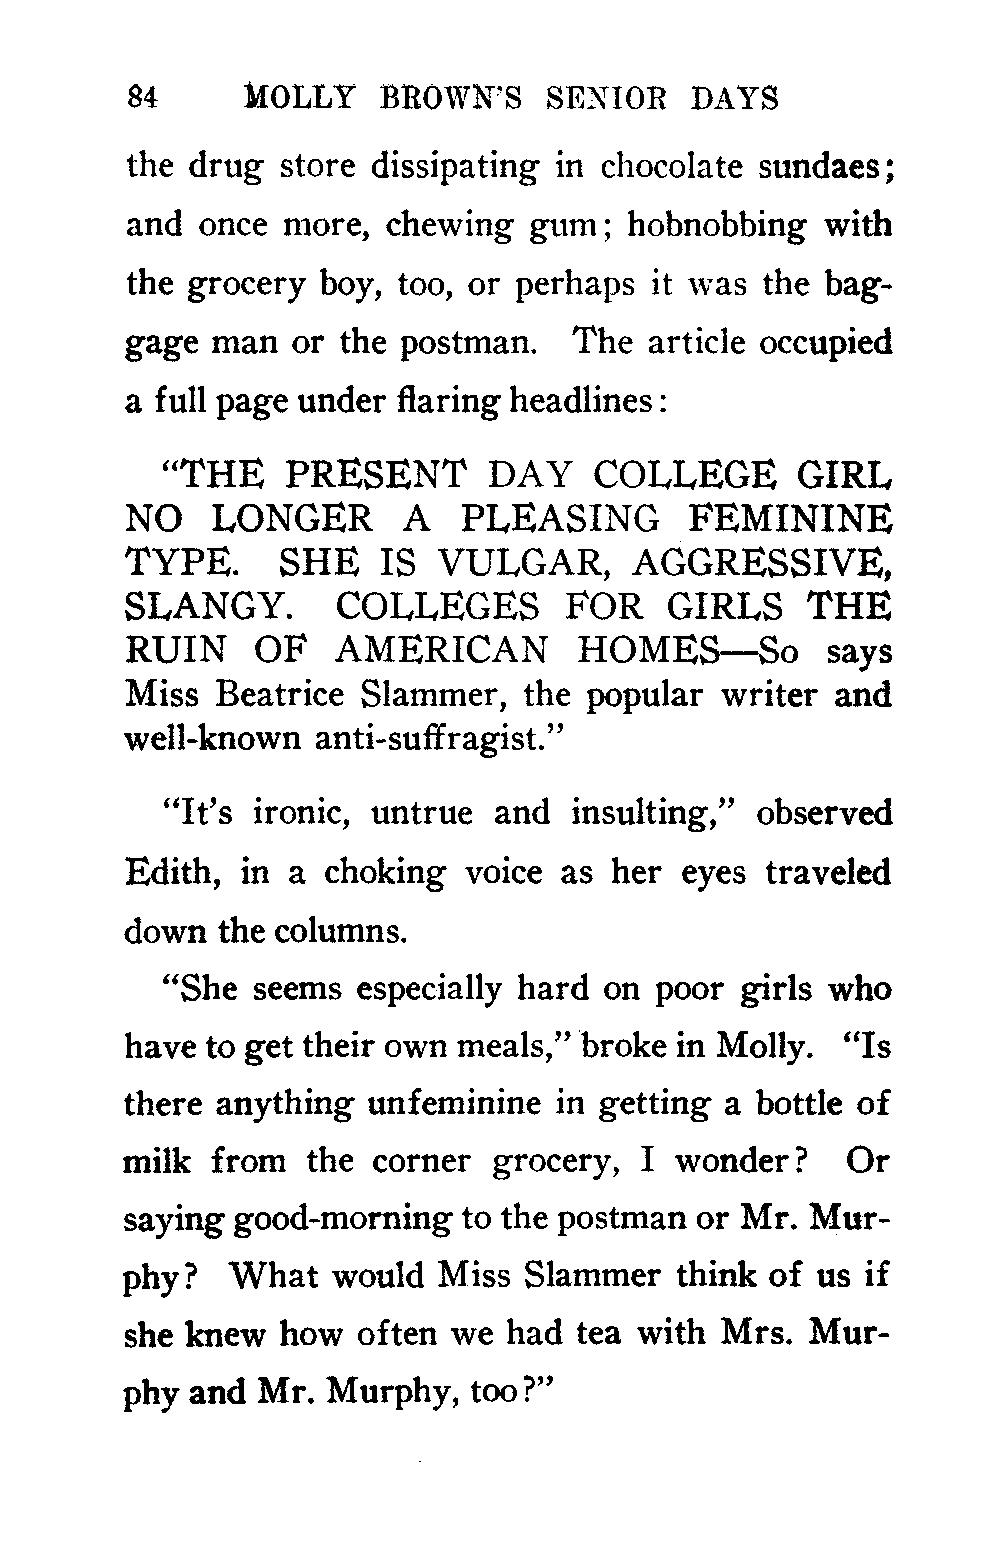 84 MOLLY BROWN'S SENIOR DAYS
the drug store dissipating in chocolate sundaes;
and once more, chewing gum; hobnobbing with
the grocery boy, too, or perhaps it was the bag-
gage man or the postman. The article occupied
a full page under flaring headlines:
"THE PRESENT DAY COLLEGE GIRL
NO LONGER A PLEASING FEMININE
TYPE. SHE IS VULGAR, AGGRESSIVE,
SLANGY. COLLEGES FOR GIRLS THE
RUIN OF AMERICAN HOMES—So says
Miss Beatrice Slammer, the popular writer and
well-known anti-suffragist."
"It's ironic, untrue and insulting," observed
Edith, in a choking voice as her eyes traveled
down the columns.
"She seems especially hard on poor girls who
have to get their own meals," broke in Molly. "Is
there anything unfeminine in getting a bottle of
milk from the corner grocery, I wonder? Or
saying good-morning to the postman or Mr. Mur-
phy? What would Miss Slammer think of us if
she knew how often we had tea with Mrs. Mur-
phy and Mr. Murphy, too?"